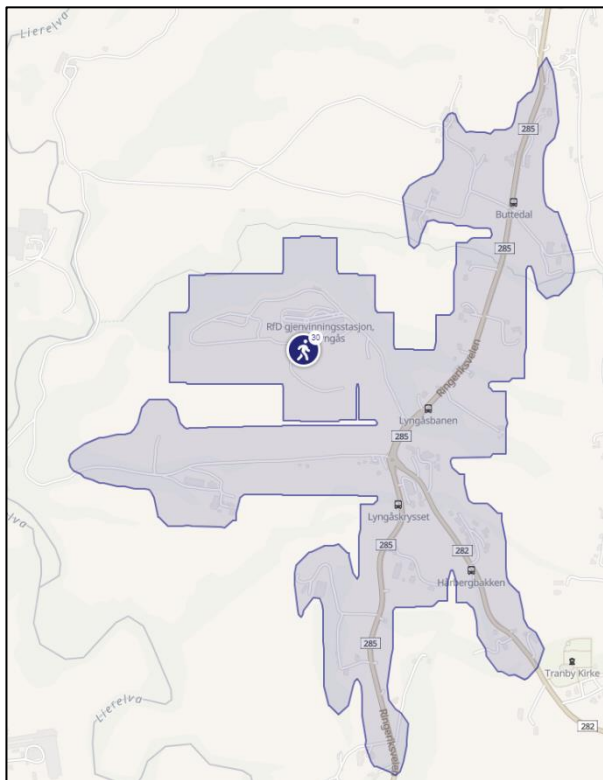 Lierelva
285
Buttedal
285
RfD gjenvinningsstasjon,
30
Ringeriksveien
Lyngåsbanen
285
Lyngåskrysset
Lierelva
285
282
Hårbergbakken
285
Tranby Kirke
Lierelva
Ringeriksveien
282